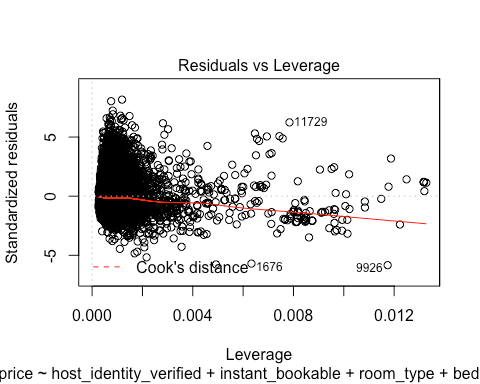 Residuals vs Leverage
Standardized residuals
5
0
-5
11729
1676
9926
Cook's distance
0.000 0.004 0.008 0.012
Leverage
price ~ host_identity_verified + instant_bookable + room_type + bed